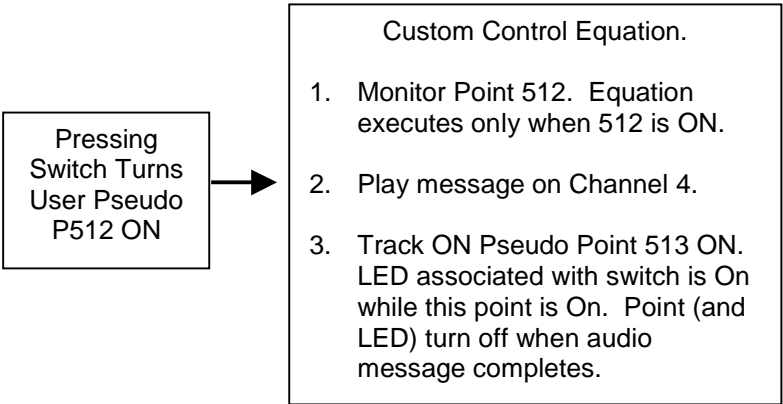 Pressing
Switch Turns
User Pseudo
P512 ON
Custom Control Equation.
1. Monitor Point 512. Equation
executes only when 512 is ON.
2. Play message on Channel 4.
3. Track ON Pseudo Point 513 ON.
LED associated with switch is On
while this point is On. Point (and
LED) turn off when audio
message completes.